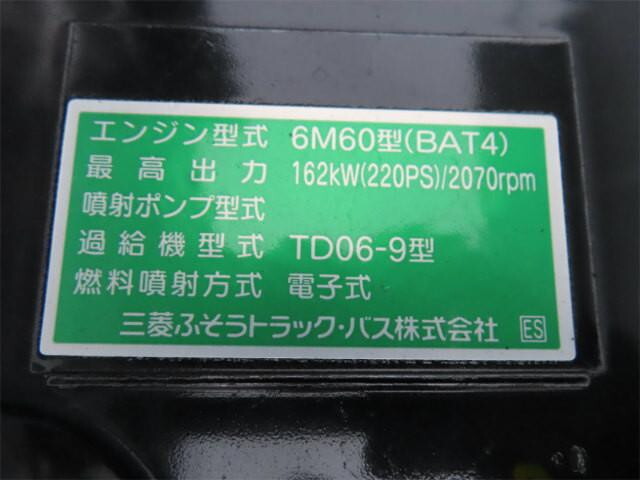 エンジン型式 6M60型(BAT4)
最高出力 162kW(220PS)/2070rpm
噴射ポンプ型式
過給機型式 TD06-9型
燃料噴射方式 電子式
三菱ふそうトラック・バス株式会社 ES